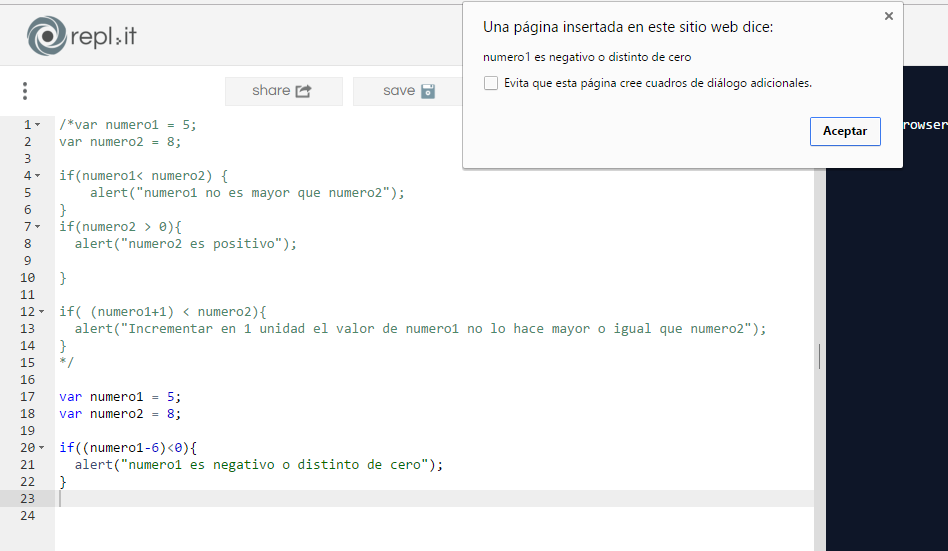 repl.it
Una página insertada en este sitio web dice:
numero1 es negativo o distinto de cero
Evita que esta página cree cuadros de diálogo adicionales.
Aceptar
share
save
rowser
1 /*var numero1 = 5;
2 var numero2 = 8;
3
4 if(numero1< numero2) {
5     alert("numero1 no es mayor que numero2");
6 }
7 if(numero2 > 0){
8   alert("numero2 es positivo");
9
10 }
11
12 if( (numero1+1) < numero2){
13   alert("Incrementar en 1 unidad el valor de numero1 no lo hace mayor o igual que numero2");
14 }
15 */
16
17 var numero1 = 5;
18 var numero2 = 8;
19
20 if((numero1-6)<0){
21   alert("numero1 es negativo o distinto de cero");
22 }
23
24